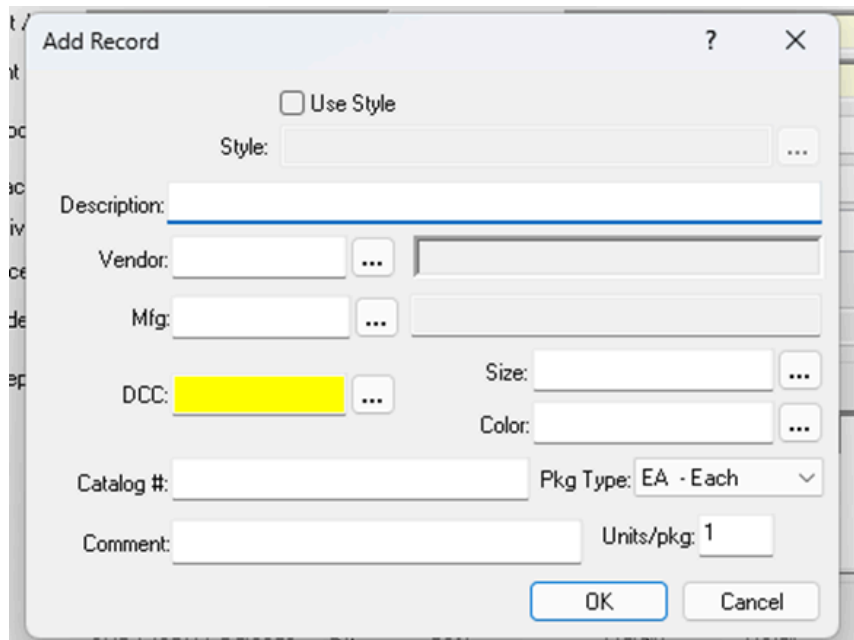 Add Record ?
Use Style
Style: ...
Description:
Vendor: ...
Mfg: ...
DCC: ...
Size: ...
Color: ...
Catalog #:
Pkg Type: EA - Each
Comment:
Units/pkg: 1
OK Cancel